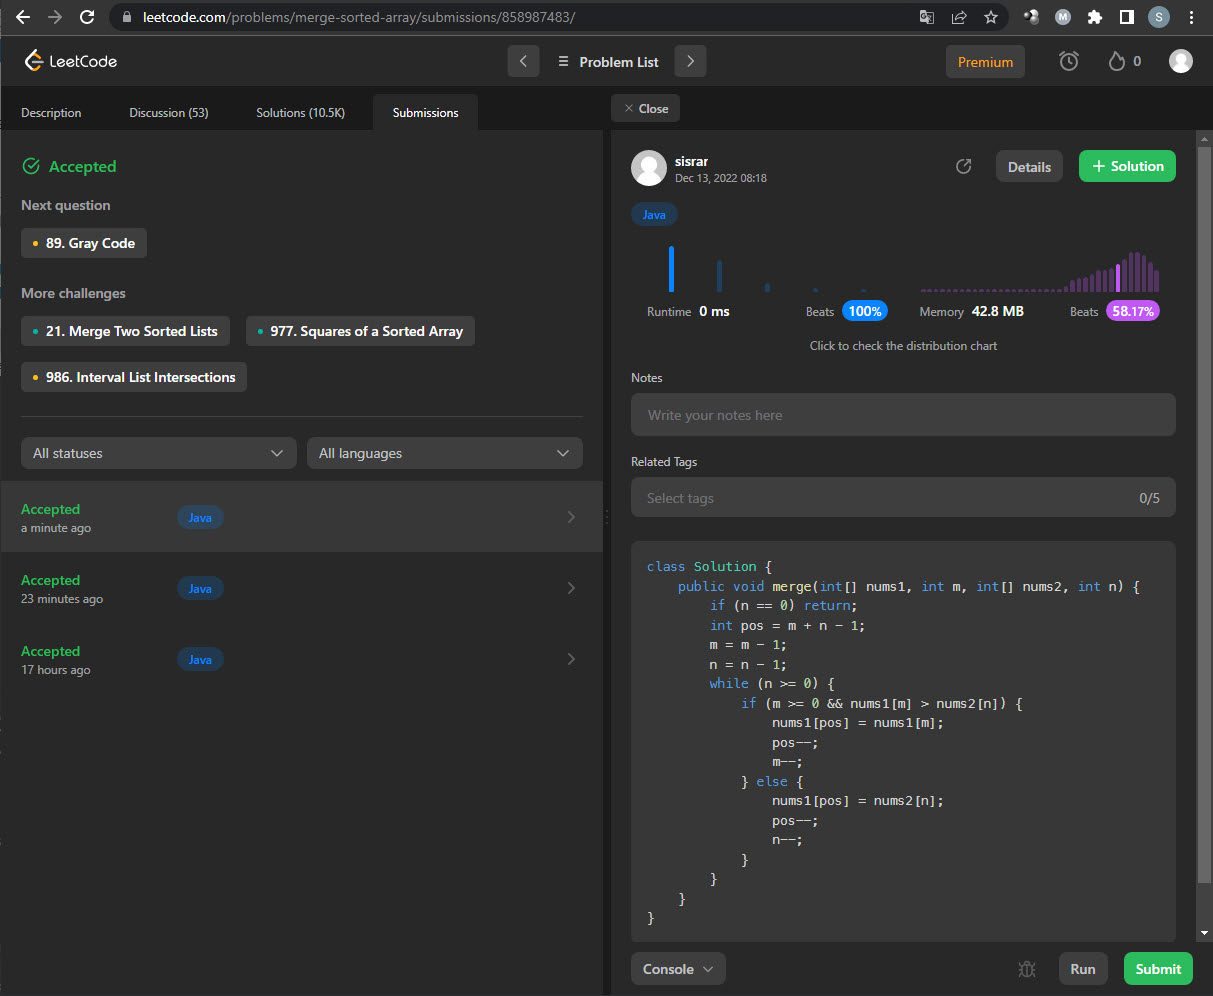 leetcode.com/problems/merge-sorted-array/submissions/858987483/
M
S
LeetCode
Problem List
Premium
0
Description
Discussion (53)
Solutions (10.5K)
Submissions
Accepted
Next question
89. Gray Code
More challenges
21. Merge Two Sorted Lists
977. Squares of a Sorted Array
986. Interval List Intersections
All statuses
All languages
Accepted
a minute ago
Java
Accepted
23 minutes ago
Java
Accepted
17 hours ago
Java
Close
sisrar
Dec 13, 2022 08:18
Details
+ Solution
Java
Runtime 0 ms
Beats 100%
Memory 42.8 MB
Beats 58.17%
Click to check the distribution chart
Notes
Write your notes here
Related Tags
Select tags
0/5
class Solution {
    public void merge(int[] nums1, int m, int[] nums2, int n) {
        if (n == 0) return;
        int pos = m + n - 1;
        m = m - 1;
        n = n - 1;
        while (n >= 0) {
            if (m >= 0 && nums1[m] > nums2[n]) {
                nums1[pos] = nums1[m];
                pos--;
                m--;
            } else {
                nums1[pos] = nums2[n];
                pos--;
                n--;
            }
        }
    }
}
Console
Run
Submit